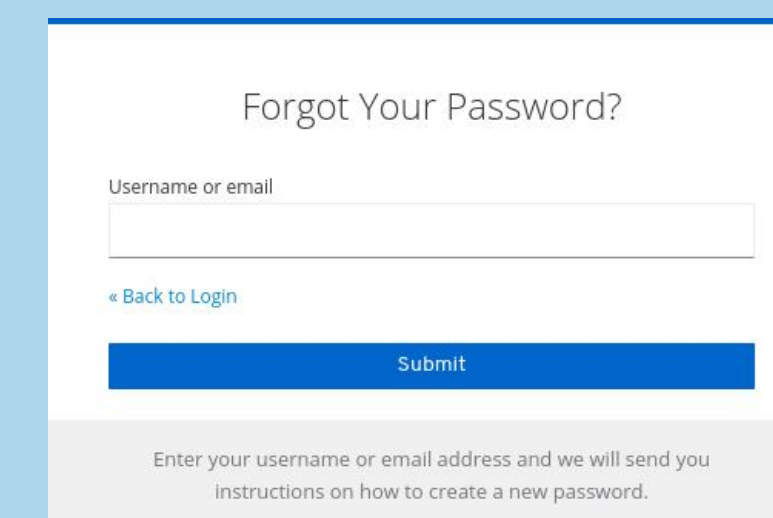 Forgot Your Password?
Username or email
« Back to Login
Submit
Enter your username or email address and we will send you
instructions on how to create a new password.